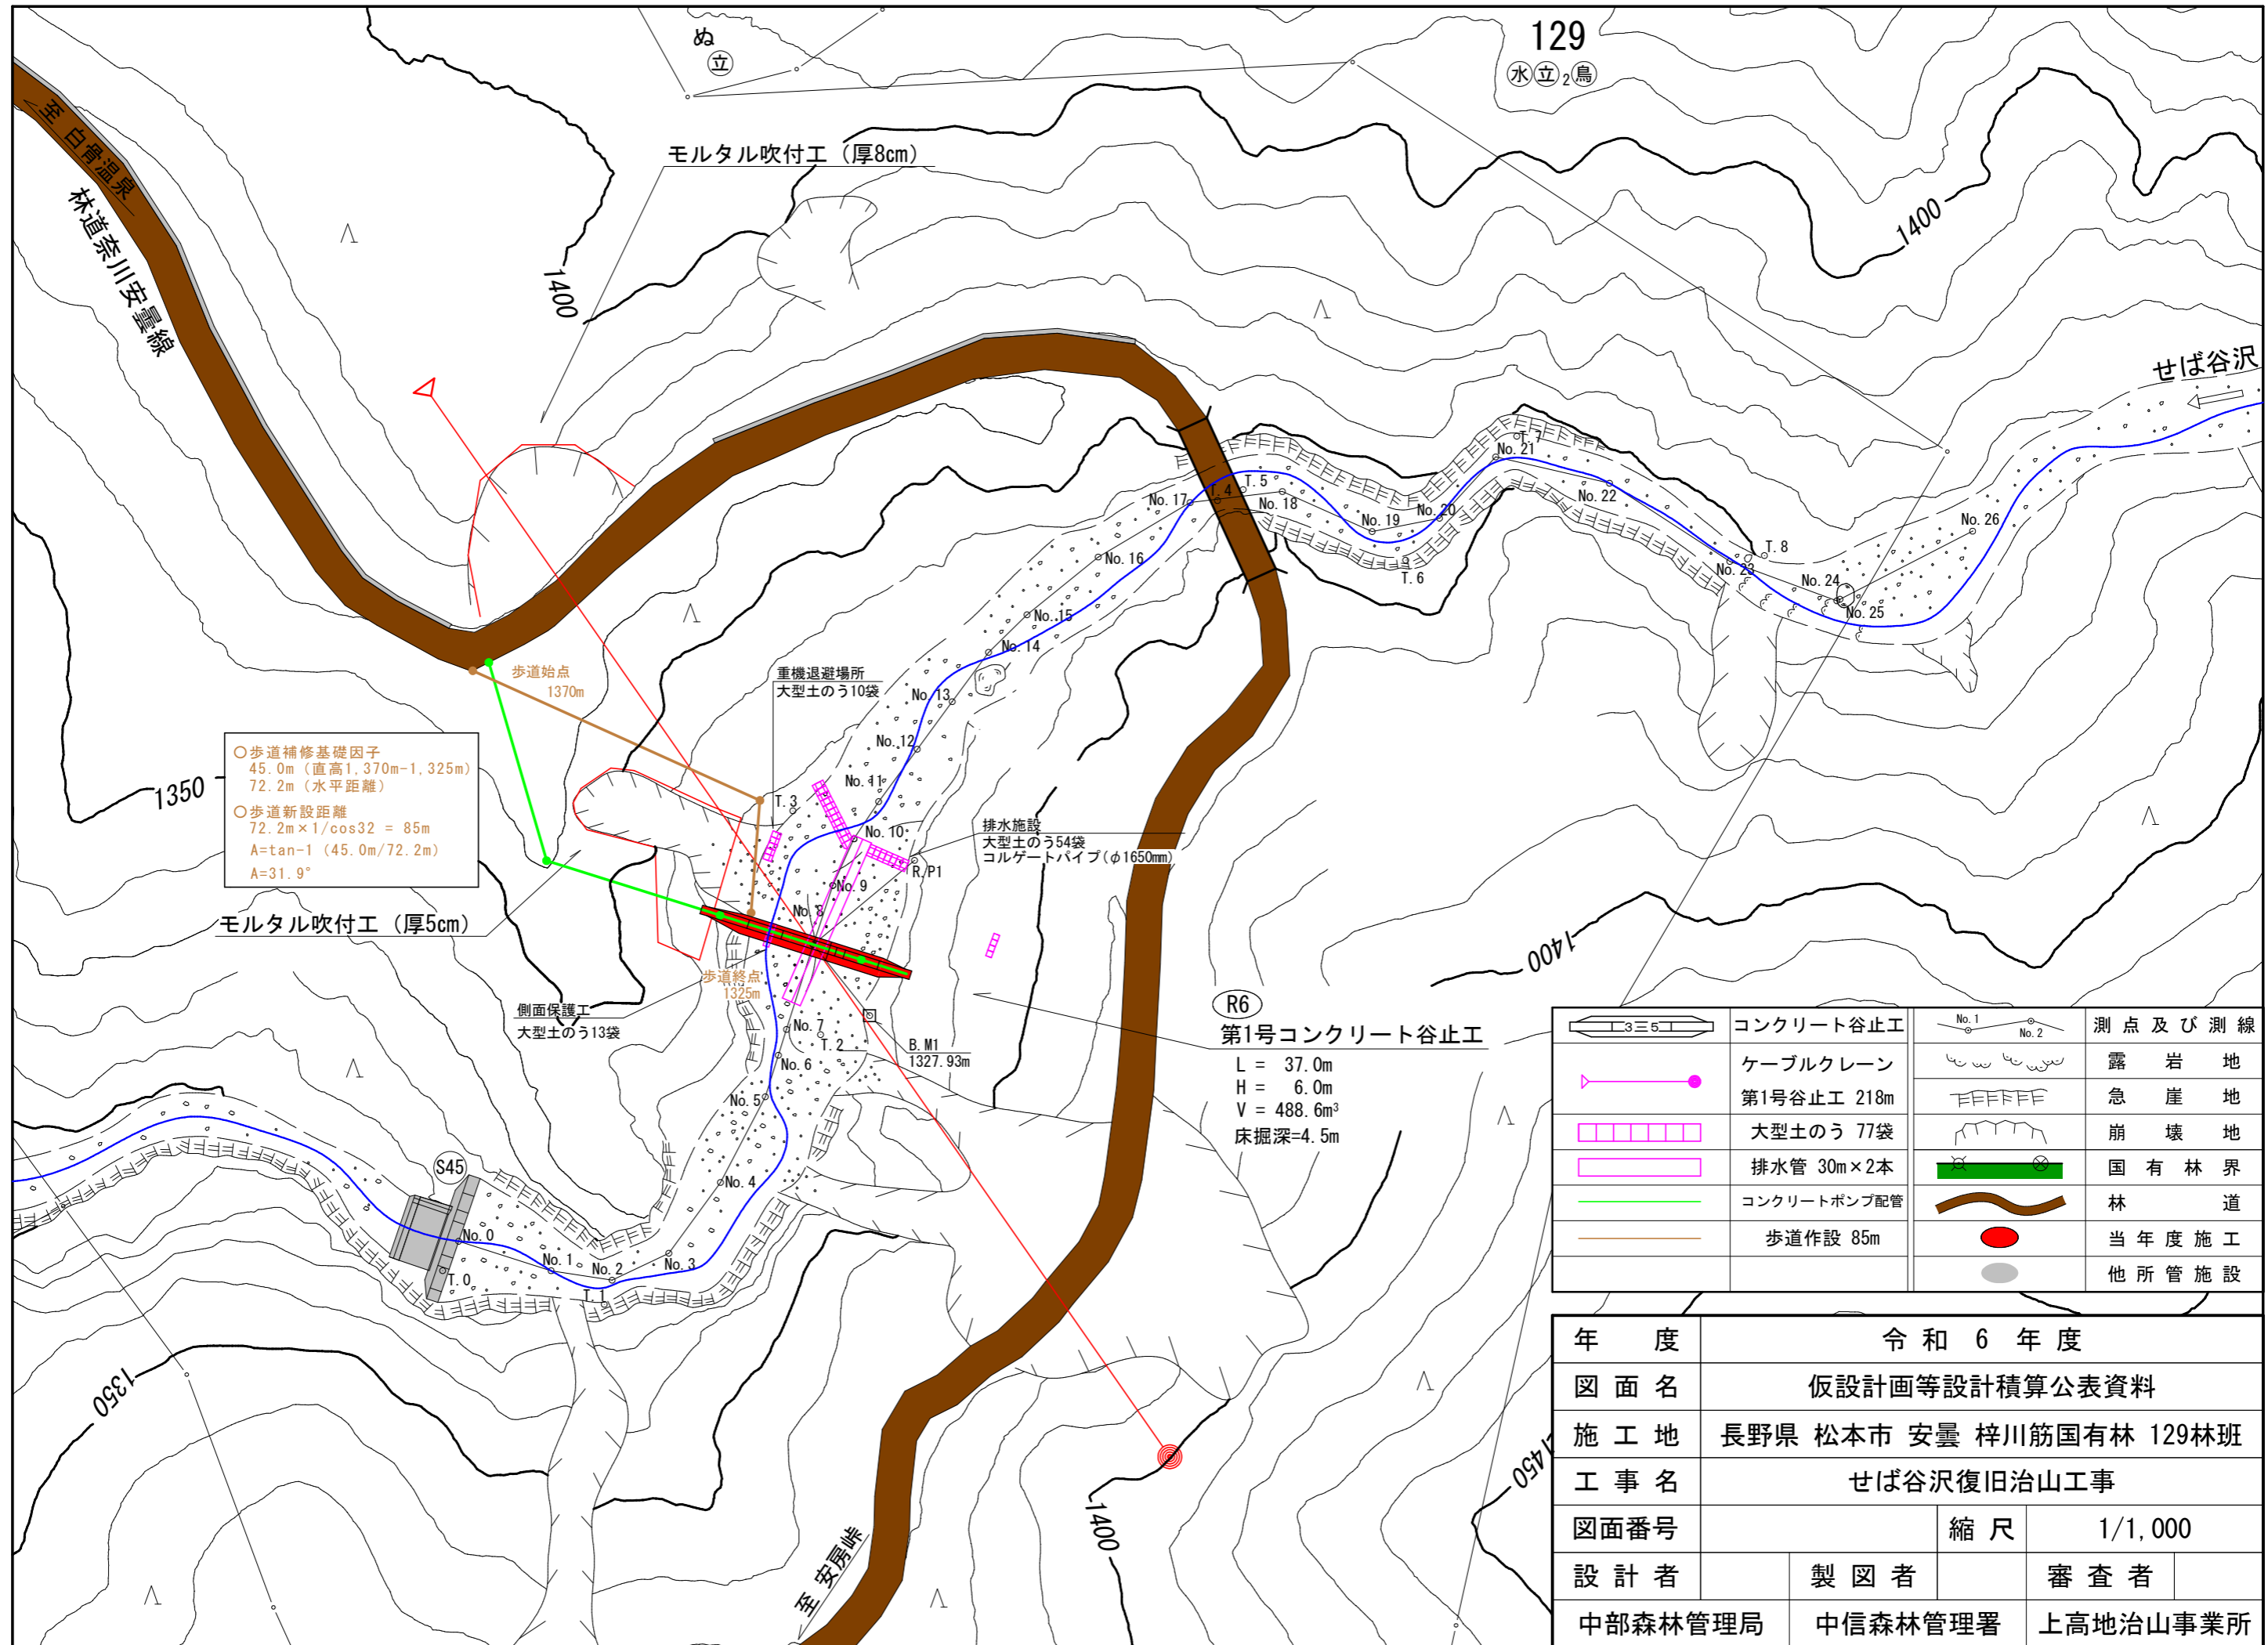 ぬ
立
129
水立2鳥
至 白骨温泉
林道奈川安曇線
モルタル吹付工（厚8cm）
1400
1400
せば谷沢
T.7
No.21
No.22
T.5
T.4
No.17
No.18
No.19
No.20
T.6
No.16
No.26
T.8
No.23
No.24
No.25
No.15
No.14
No.13
No.12
No.11
歩道始点
1370m
重機退避場所
大型土のう10袋
○歩道補修基礎因子
45.0m（直高1,370m-1,325m）
72.2m（水平距離）
○歩道新設距離
72.2m×1/cos32 = 85m
A=tan-1（45.0m/72.2m）
A=31.9°
1350
T.3
No.10
排水施設
大型土のう54袋
コルゲートパイプ(φ1650mm)
R.P1
No.9
No.8
モルタル吹付工（厚5cm）
歩道終点
1325m
側面保護工
大型土のう13袋
No.7
T.2
No.6
B.M1
1327.93m
No.5
No.4
No.3
No.2
No.1
T.1
No.0
T.0
S45
R6
第1号コンクリート谷止工
L = 37.0m
H = 6.0m
V = 488.6m³
床掘深=4.5m
1400
1350
1400
1450
至 安房峠
3三5 コンクリート谷止工 No.1 No.2 測点及び測線
ケーブルクレーン
第1号谷止工 218m
露岩地
急崖地
大型土のう 77袋 崩壊地
排水管 30m×2本 国有林界
コンクリートポンプ配管 林道
歩道作設 85m 当年度施工
他所管施設
年度 令和 6 年度
図面名 仮設計画等設計積算公表資料
施工地 長野県 松本市 安曇 梓川筋国有林 129林班
工事名 せば谷沢復旧治山工事
図面番号 縮尺 1/1,000
設計者 製図者 審査者
中部森林管理局 中信森林管理署 上高地治山事業所